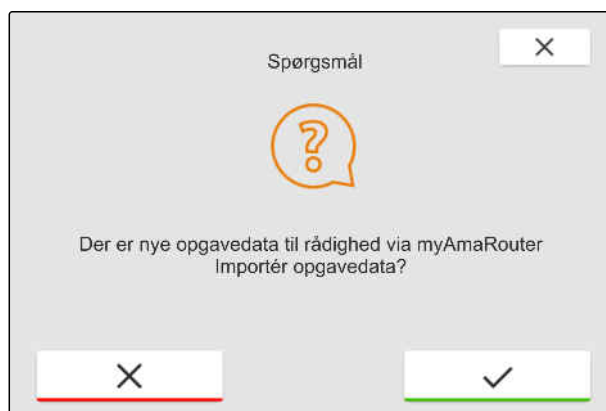 Spørgsmål
Der er nye opgavedata til rådighed via myAmaRouter
Importér opgavedata?